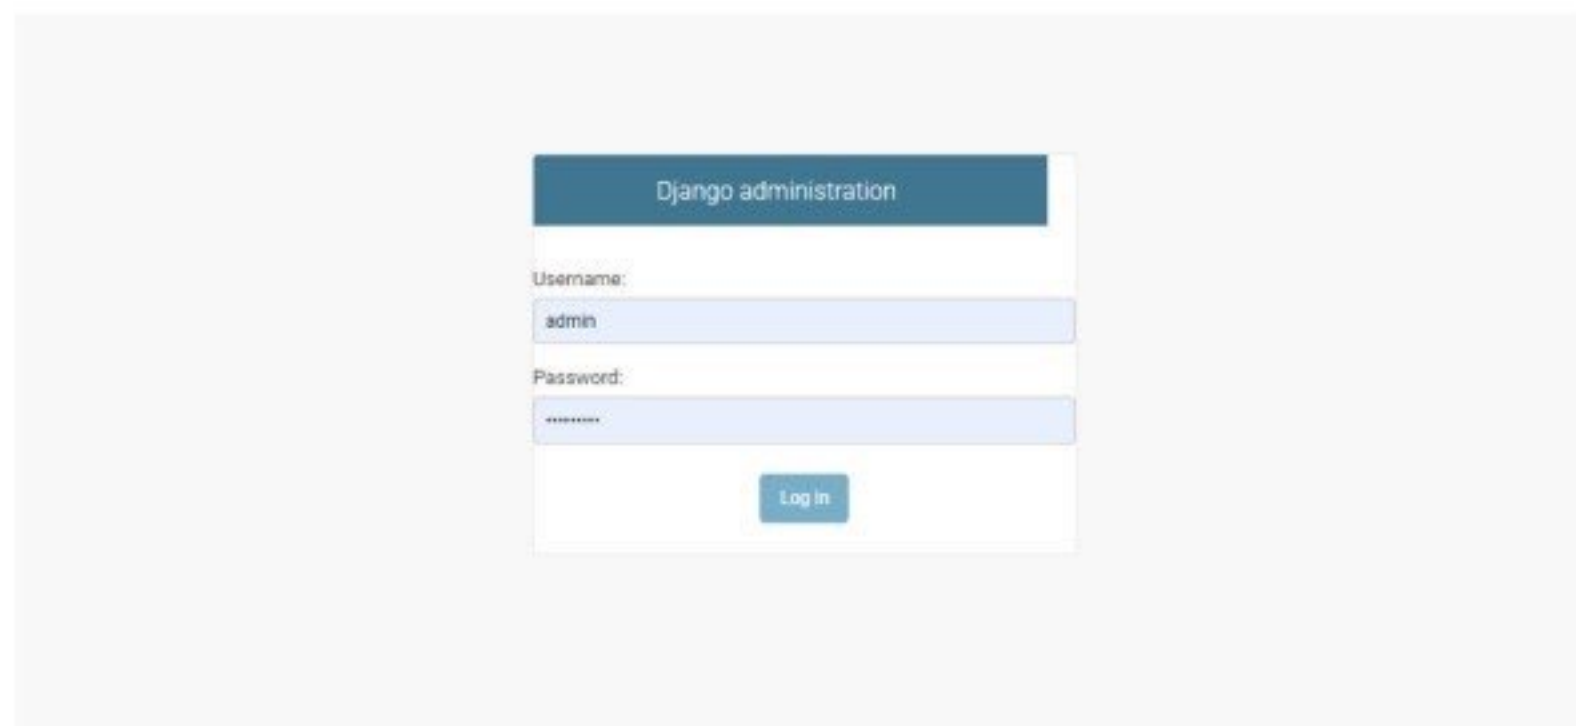 Django administration
Username:
admin
Password:
••••••••••
Log in